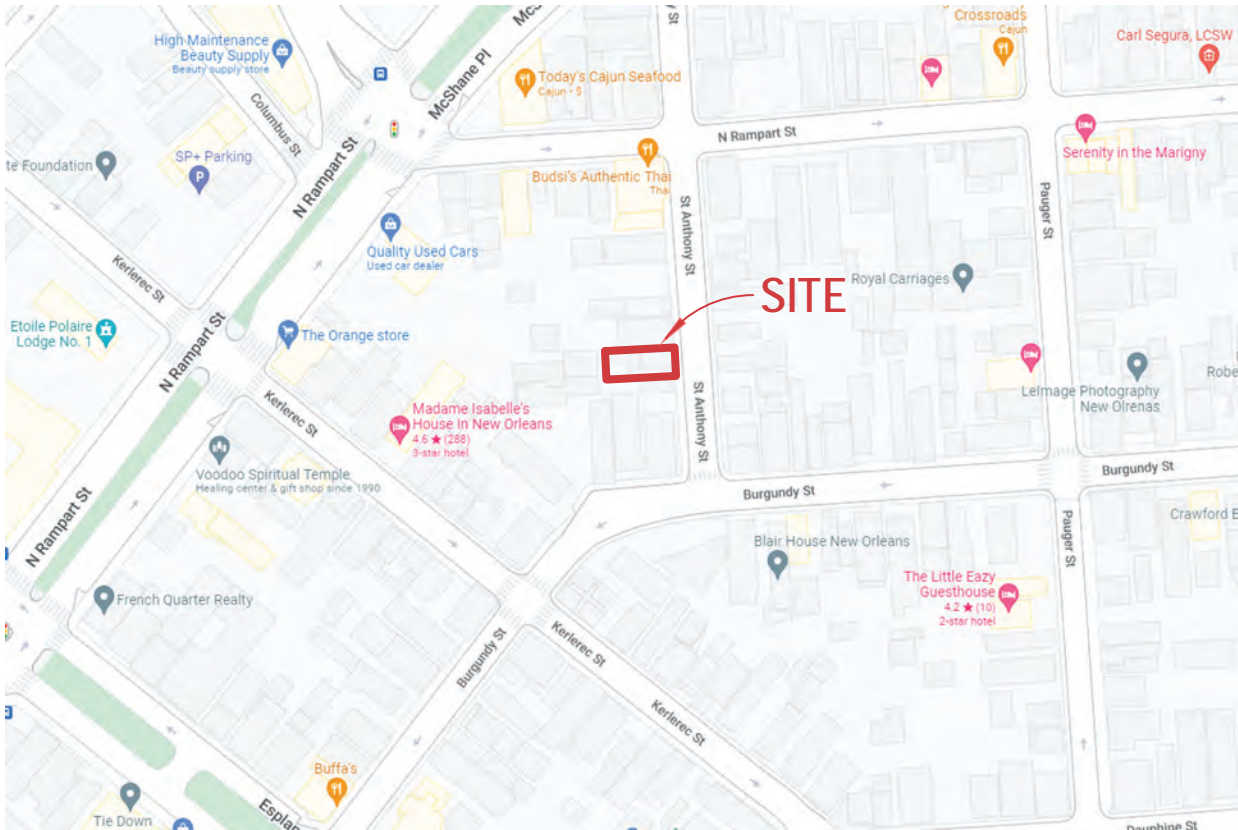 High Maintenance
Beauty Supply
Beauty supply store
Columbus St
McShane Pl
Today's Cajun Seafood
Cajun · $
Crossroads
Cajun
Carl Segura, LCSW
N Rampart St
te Foundation
SP+ Parking
P
N Rampart St
Budsi's Authentic Thai
Thai
Serenity in the Marigny
Pauger St
St Anthony St
Quality Used Cars
Used car dealer
Kerlerec St
SITE
Royal Carriages
Etoile Polaire
Lodge No. 1
The Orange store
N Rampart St
Kerlerec St
St Anthony St
LeImage Photography
New Olrenas
Robe
Madame Isabelle's
House In New Orleans
4.6 ★ (288)
3-star hotel
Voodoo Spiritual Temple
Healing center & gift shop since 1990
Burgundy St
Burgundy St
N Rampart St
Blair House New Orleans
Pauger St
Crawford E
The Little Eazy
Guesthouse
4.2 ★ (10)
2-star hotel
French Quarter Realty
Burgundy St
Kerlerec St
Kerlerec St
Buffa's
Esplan
Tie Down
Dauphine St